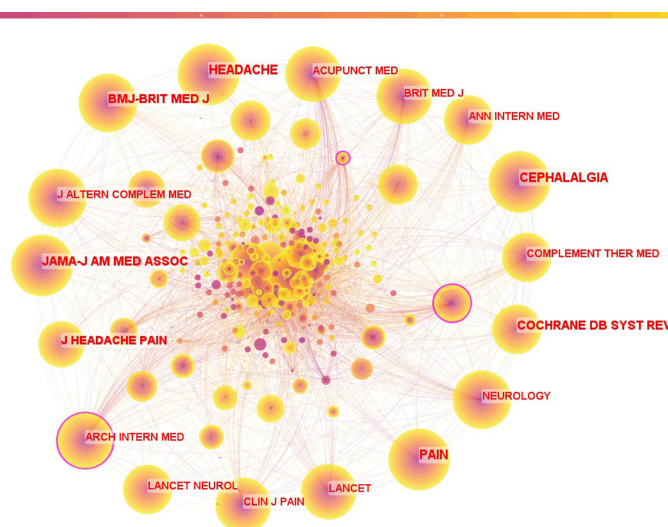 HEADACHE
ACUPUNCT MED
BMJ-BRIT MED J
BRIT MED J
ANN INTERN MED
CEPHALALGIA
J ALTERN COMPLEM MED
COMPLEMENT THER MED
JAMA-J AM MED ASSOC
COCHRANE DB SYST REV
J HEADACHE PAIN
NEUROLOGY
ARCH INTERN MED
PAIN
LANCET NEUROL
LANCET
CLIN J PAIN